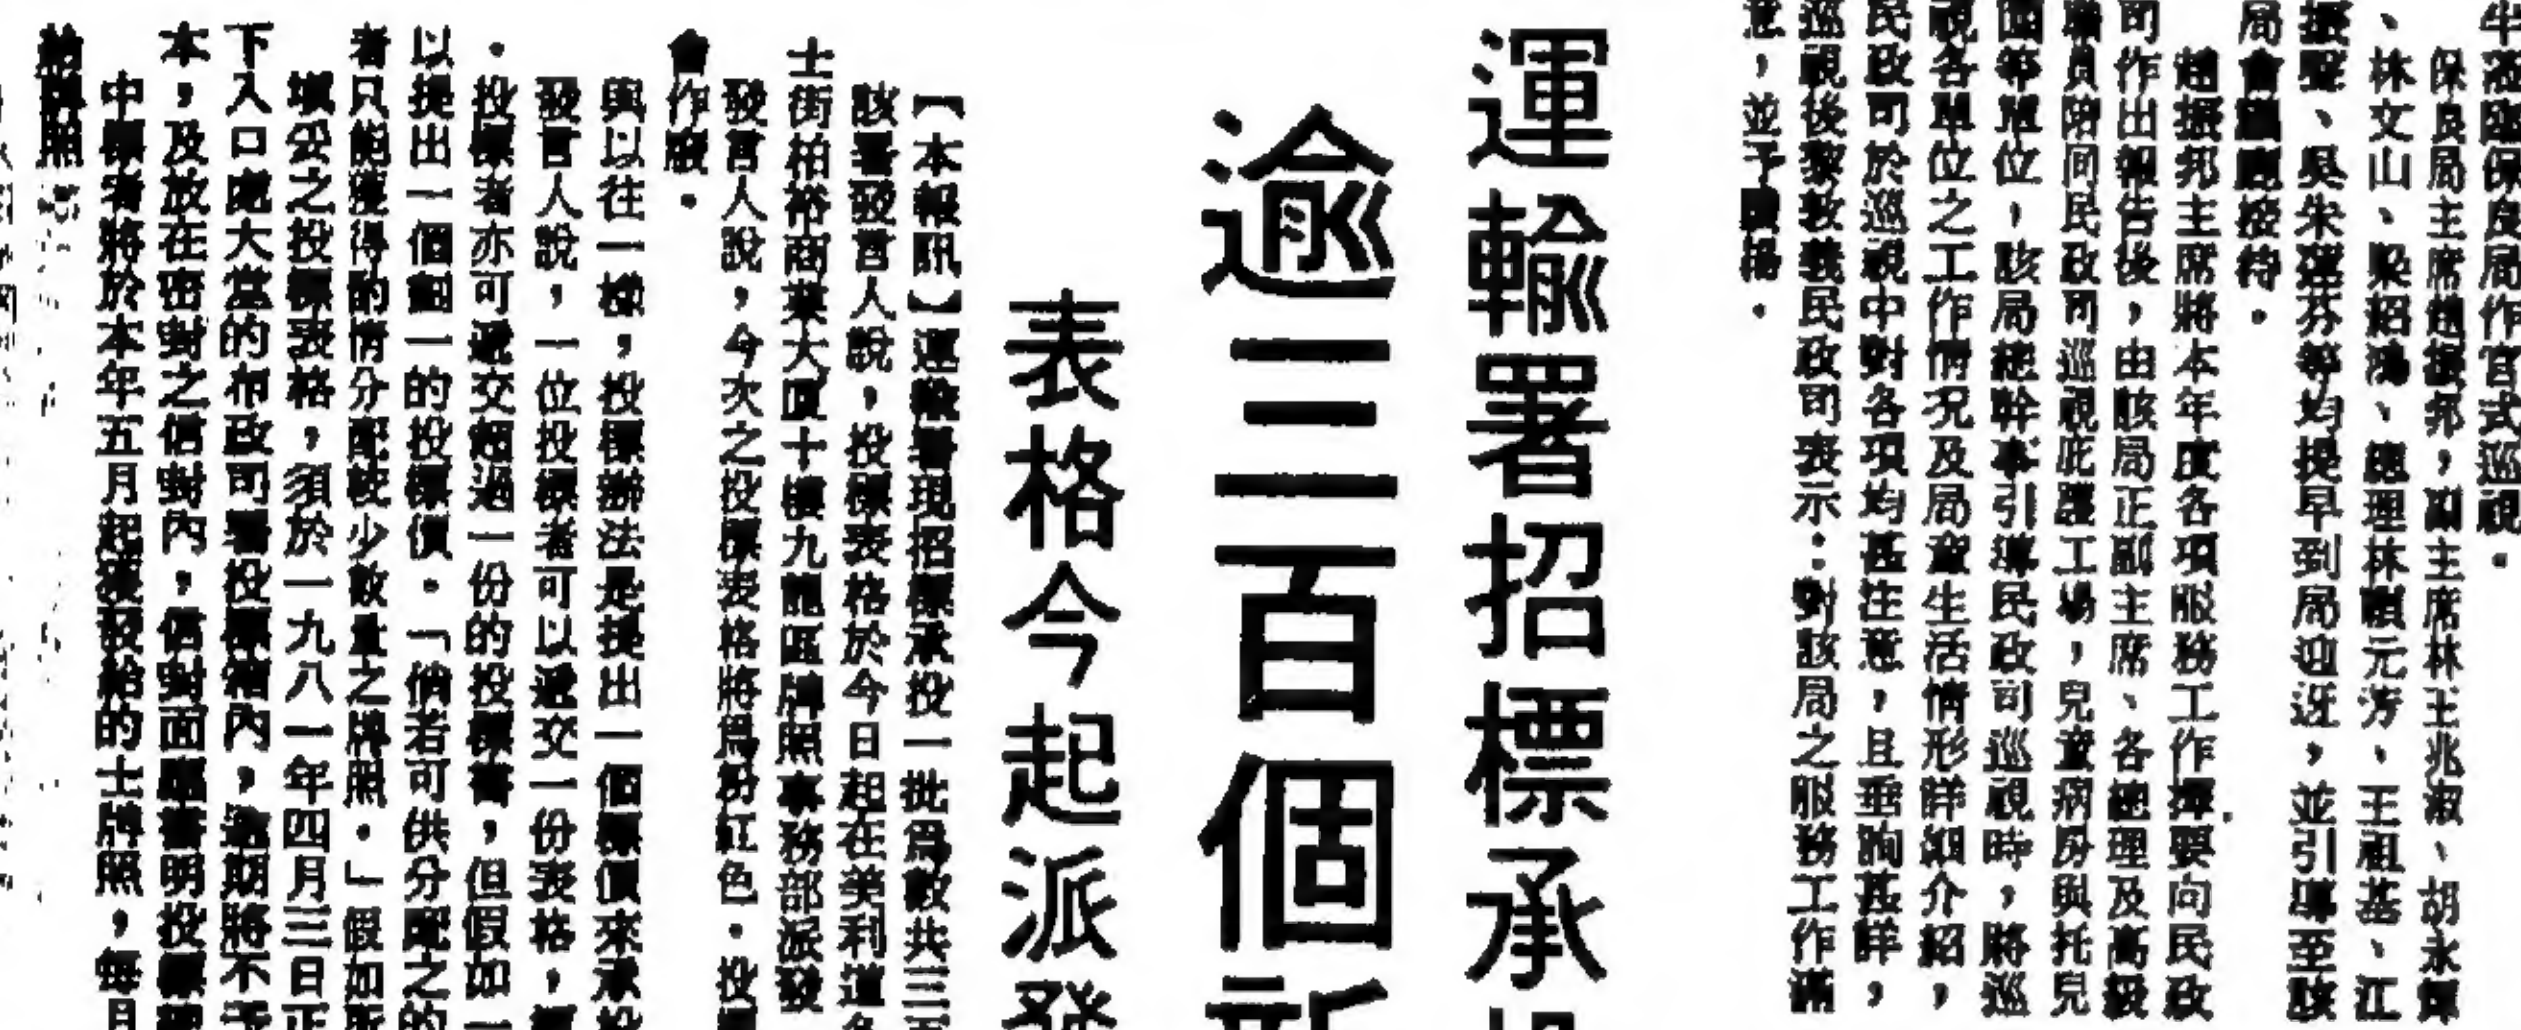 午蒞臨保良局作官式巡視。
保良局主席趙振邦，副主席林王兆淑、胡永輝
、林文山、梁紹鴻、總理林顧元芳、王祖基、江
振聲、吳朱蓮芬等均提早到局迎迓，並引導至該
局會議廳接待。
趙振邦主席將本年度各項服務工作撮要向民政
司作出報告後，由該局正副主席、各總理及高級
職員陪同民政司巡視庇護工場，兒童病房與托兒
園等單位，該局總幹事引導民政司巡視時，將巡
視各單位之工作情況及局童生活情形詳細介紹，
民政司於巡視中對各項均甚注意，且垂詢甚詳，
巡視後黎敦義民政司表示：對該局之服務工作滿
意，並予讚揚。
運輸署招標承
逾三百個
表格今起派發
【本報訊】運輸署現招標承投一批為數共三百
該署發言人說，投標表格於今日起在美利道
士街柏裕商業大廈十樓九龍區牌照事務部派發
發言人說，今次之投標表格將為粉紅色。投
會作廢。
與以往一樣，投標辦法是提出一個標價來承投
發言人說，一位投標者可以遞交一份表格，
。投標者亦可遞交超過一份的投標書，但假如一
以提出一個劃一的投標價。「倘若可供分配之的
者只能獲得的情分配較少數量之牌照。」假如所
填妥之投標表格，須於一九八一年四月三日正
下入口處大堂的布政司署投標箱內，逾期將不予
本，及放在密封之信封內，信封面應書明投標
中標者將於本年五月起獲發給的士牌照，每月
給牌照